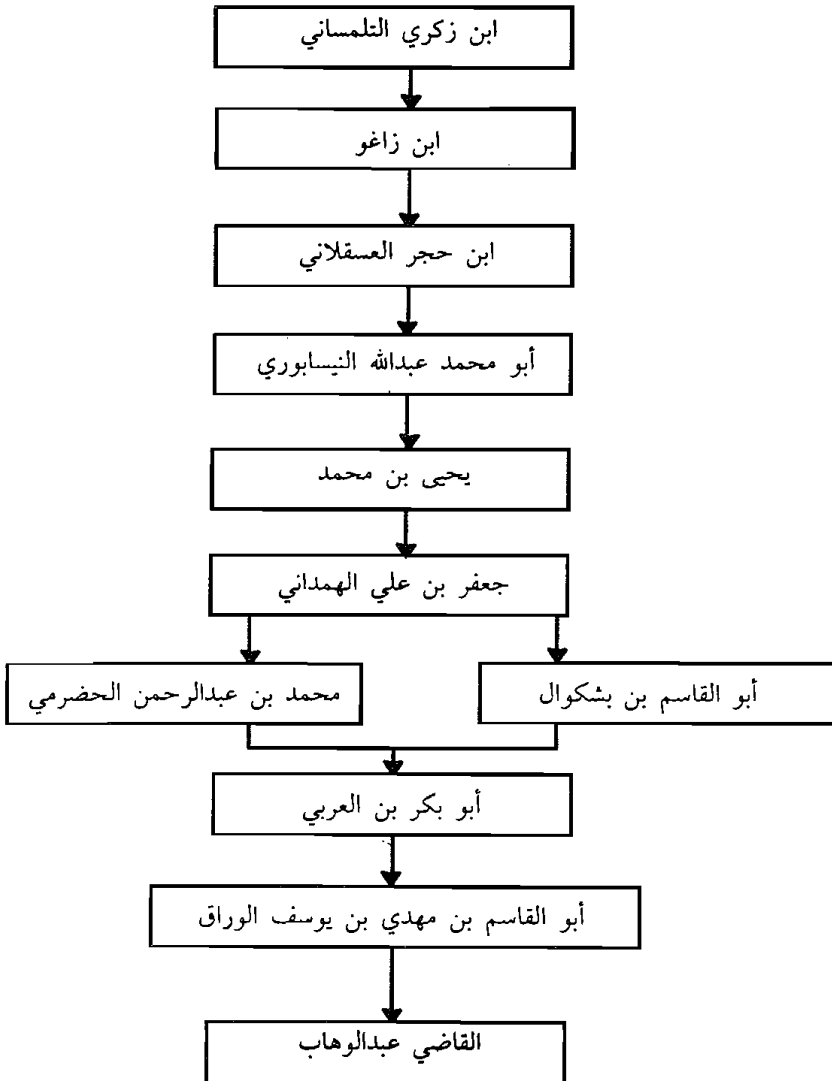 ابن زكري التلمساني
ابن زاغو
ابن حجر العسقلاني
أبو محمد عبدالله النيسابوري
يحيى بن محمد
جعفر بن علي الهمداني
أبو القاسم بن بشكوال
محمد بن عبدالرحمن الحضرمي
أبو بكر بن العربي
أبو القاسم بن مهدي بن يوسف الوراق
القاضي عبدالوهاب